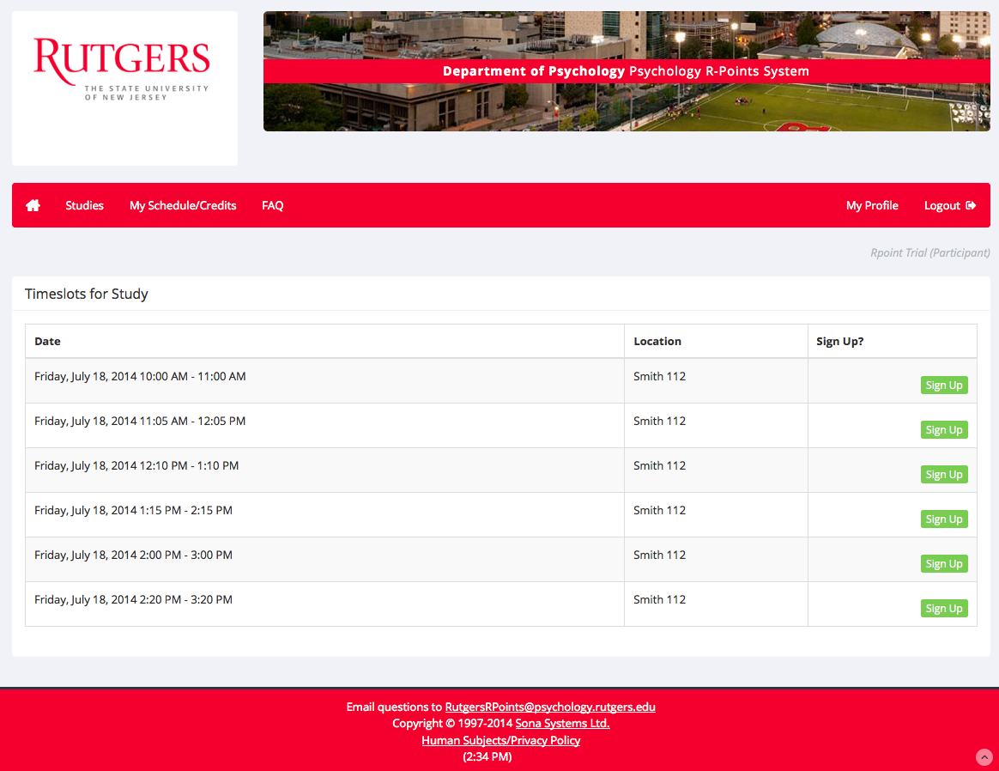 RUTGERS
THE STATE UNIVERSITY
OF NEW JERSEY
Department of Psychology Psychology R-Points System
Studies My Schedule/Credits FAQ My Profile Logout
Rpoint Trial (Participant)
Timeslots for Study
Date Location Sign Up?
Friday, July 18, 2014 10:00 AM - 11:00 AM Smith 112 Sign Up
Friday, July 18, 2014 11:05 AM - 12:05 PM Smith 112 Sign Up
Friday, July 18, 2014 12:10 PM - 1:10 PM Smith 112 Sign Up
Friday, July 18, 2014 1:15 PM - 2:15 PM Smith 112 Sign Up
Friday, July 18, 2014 2:00 PM - 3:00 PM Smith 112 Sign Up
Friday, July 18, 2014 2:20 PM - 3:20 PM Smith 112 Sign Up
Email questions to RutgersRPoints@psychology.rutgers.edu
Copyright © 1997-2014 Sona Systems Ltd.
Human Subjects/Privacy Policy
(2:34 PM)